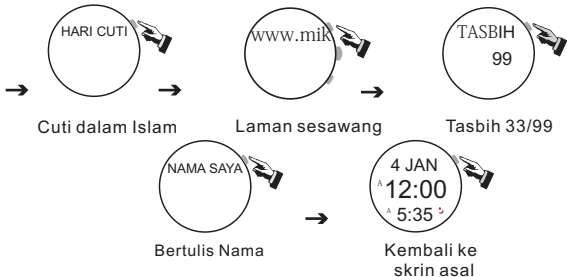 HARI CUTI
Cuti dalam Islam
www.mik
Laman sesawang
TASBIH
99
Tasbih 33/99
NAMA SAYA
Bertulis Nama
4 JAN
A 12:00
A 5:35
Kembali ke
skrin asal